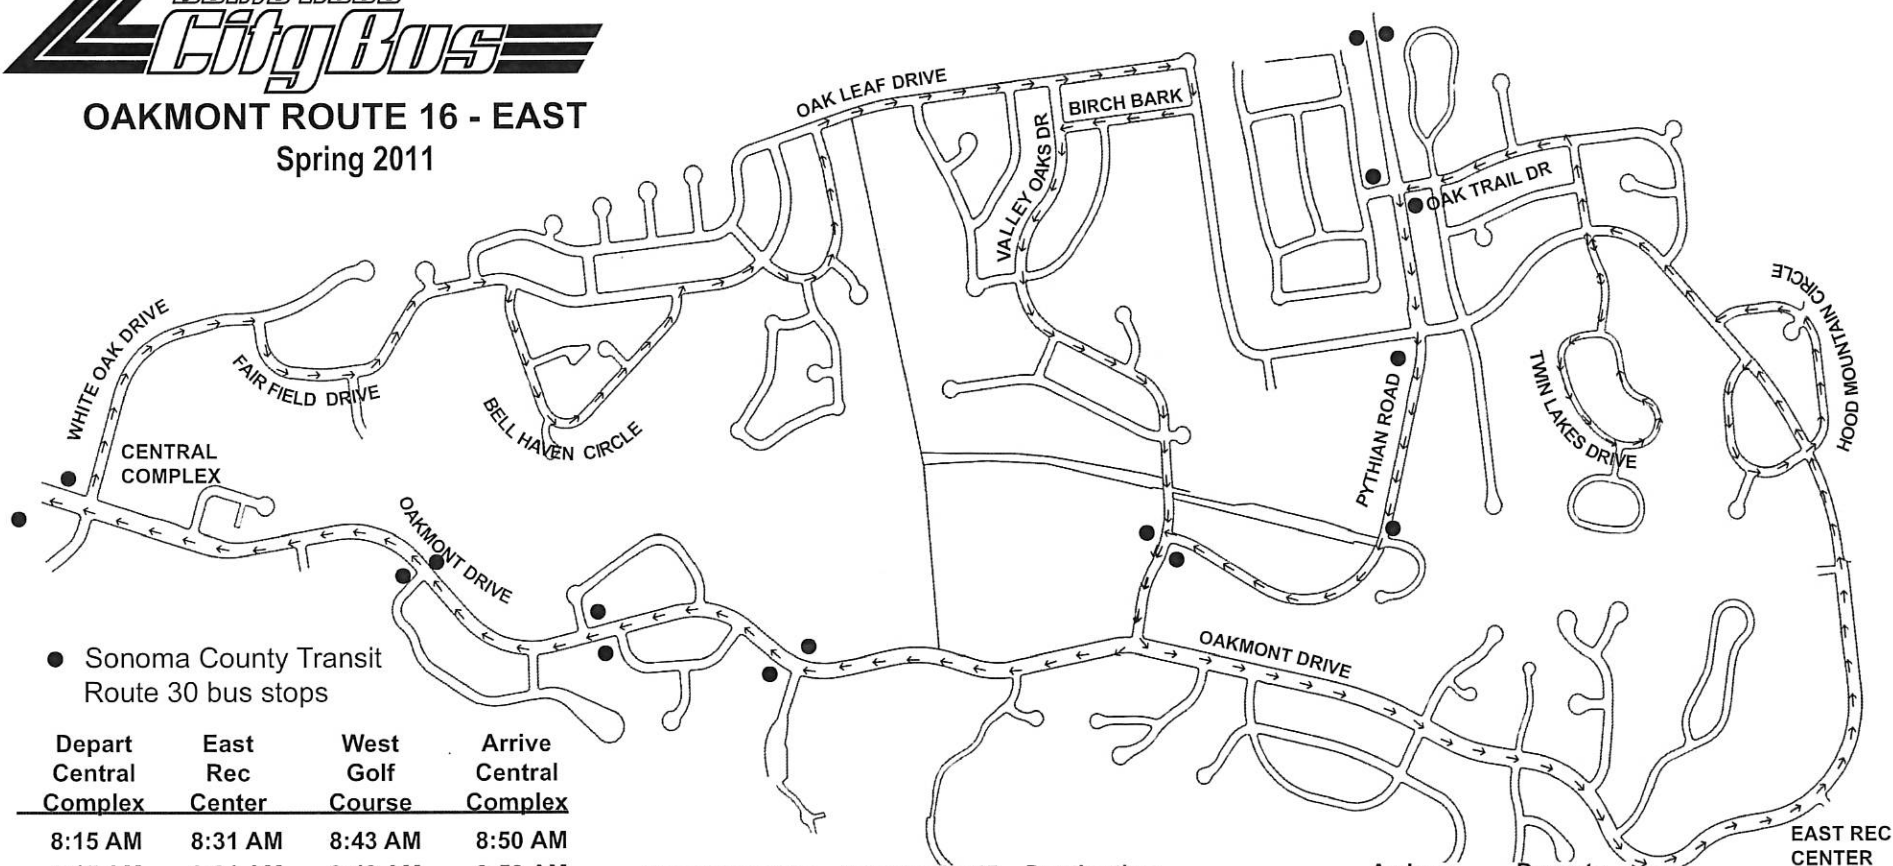 CityBus
OAKMONT ROUTE 16 - EAST
Spring 2011
OAK LEAF DRIVE
BIRCH BARK
VALLEY OAKS DR
OAK TRAIL DR
HOOD MOUNTAIN CIRCLE
WHITE OAK DRIVE
FAIR FIELD DRIVE
BELL HAVEN CIRCLE
PYTHIAN ROAD
TWIN LAKES DRIVE
CENTRAL
COMPLEX
OAKMONT DRIVE
OAKMONT DRIVE
Sonoma County Transit
Route 30 bus stops
Depart East West Arrive
Central Rec Golf Central
Complex Center Course Complex
8:15 AM 8:31 AM 8:43 AM 8:50 AM
EAST REC
CENTER